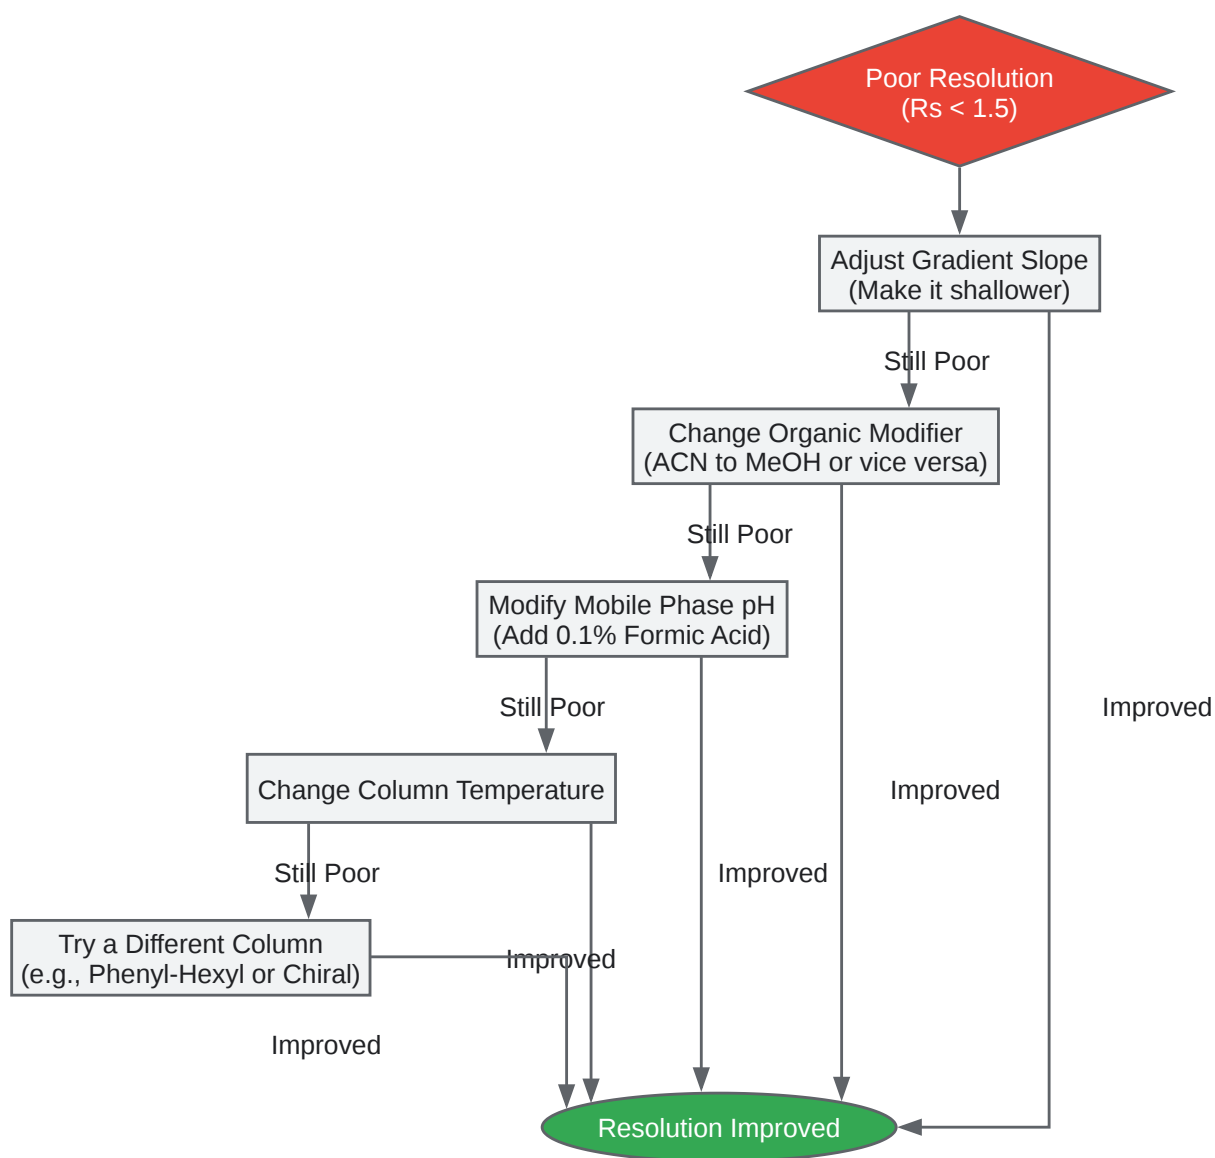 Poor Resolution
(Rs < 1.5)
Adjust Gradient Slope
(Make it shallower)
Still Poor
Change Organic Modifier
(ACN to MeOH or vice versa)
Still Poor
Modify Mobile Phase pH
(Add 0.1% Formic Acid)
Still Poor
Improved
Change Column Temperature
Improved
Still Poor
Improved
Try a Different Column
(e.g., Phenyl-Hexyl or Chiral)
Improved
Improved
Resolution Improved